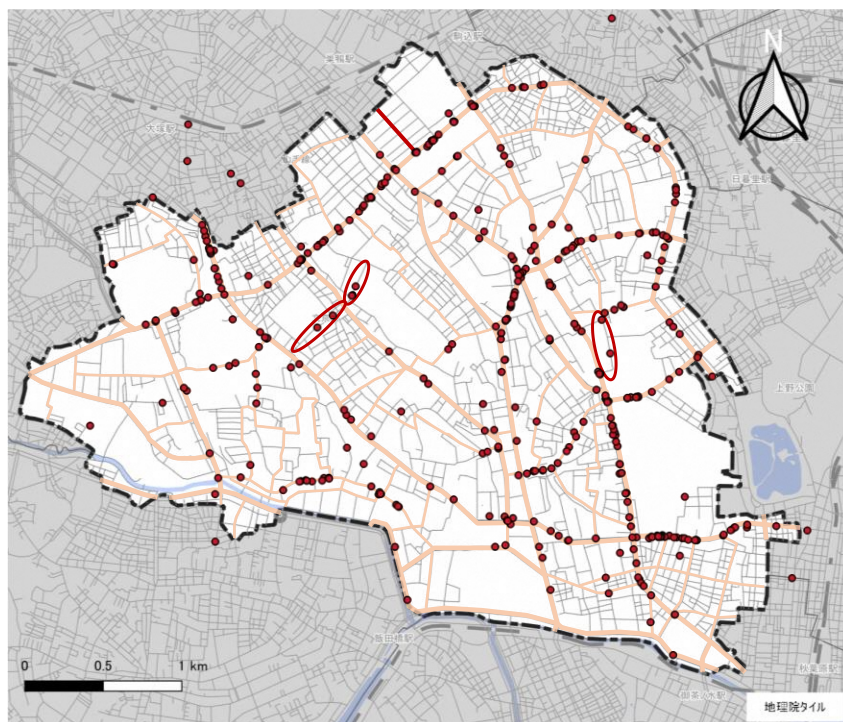 駒込駅
巣鴨駅
N
大塚駅
日暮里駅
上野公園
飯田橋駅
秋葉原駅
御茶ノ水駅
0 0.5 1 km
地理院タイル